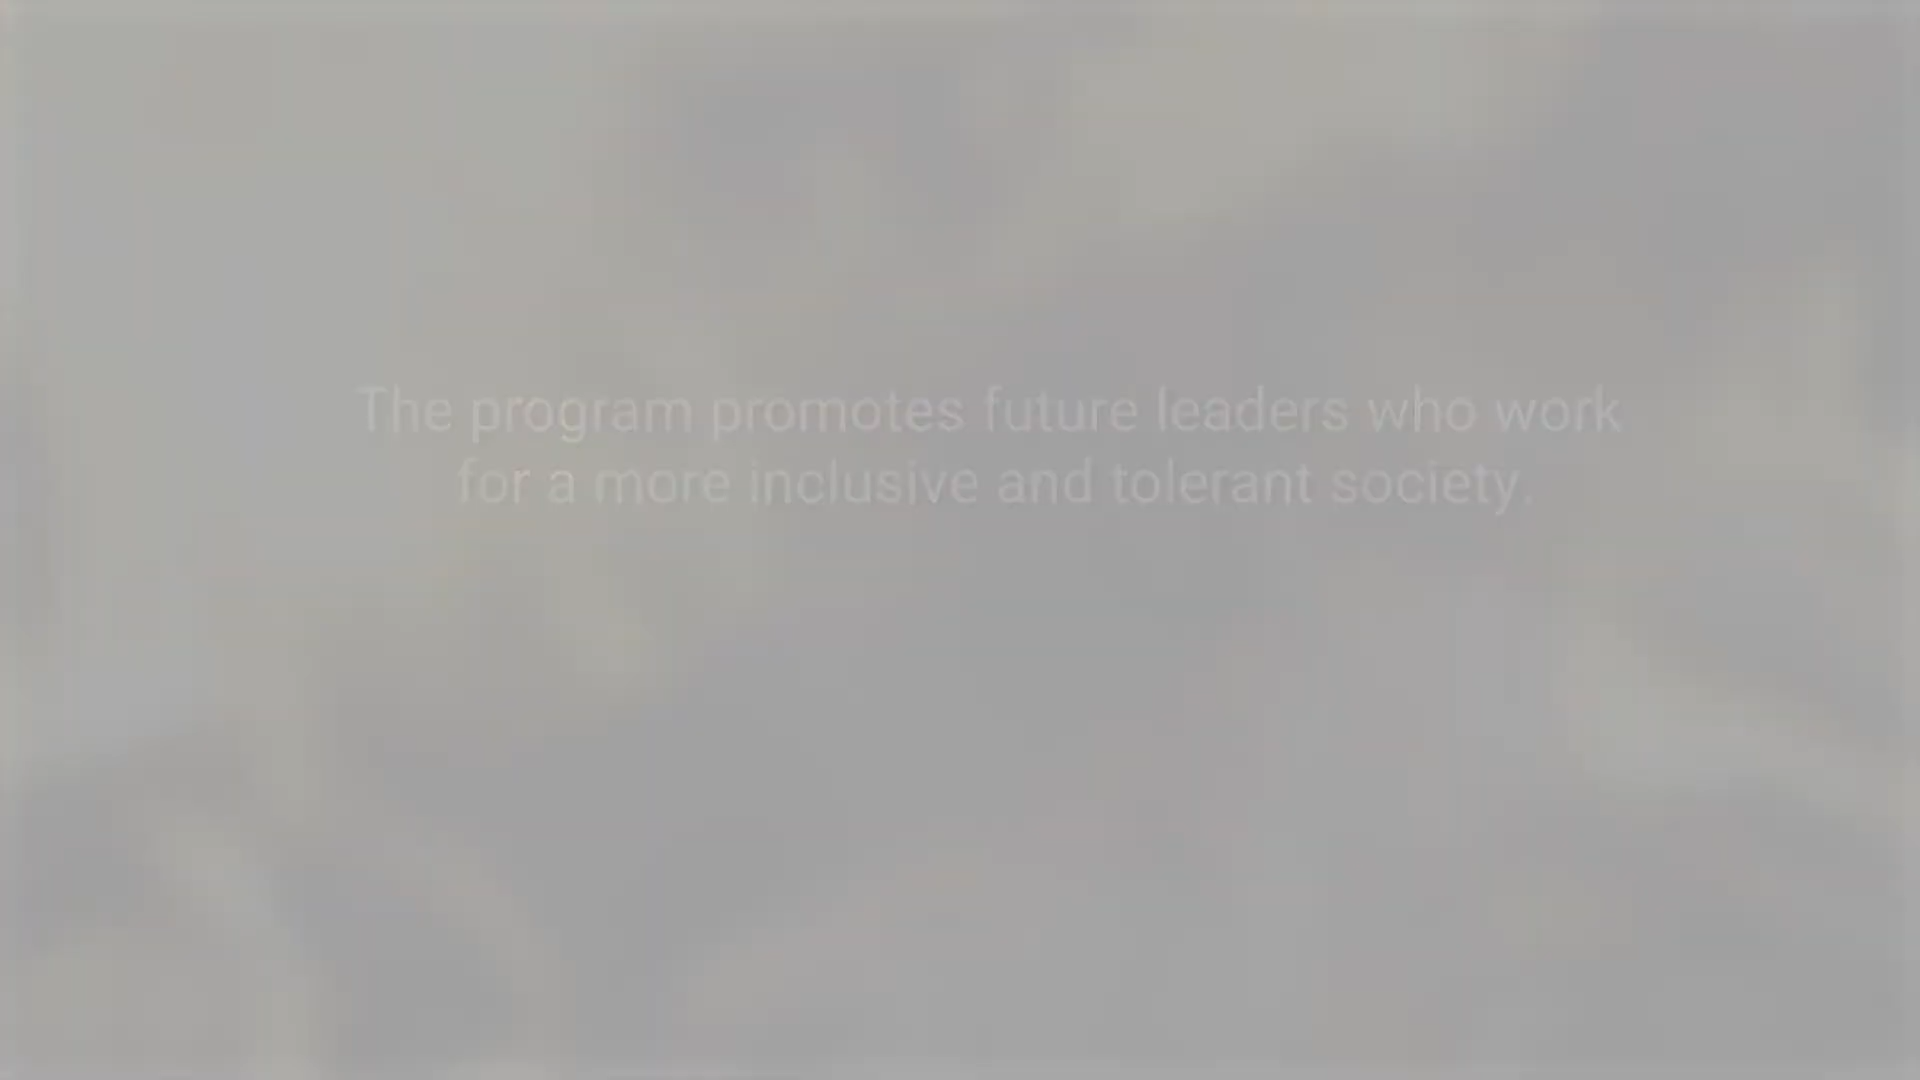 The program promotes future leaders who work
for a more inclusive and tolerant society.